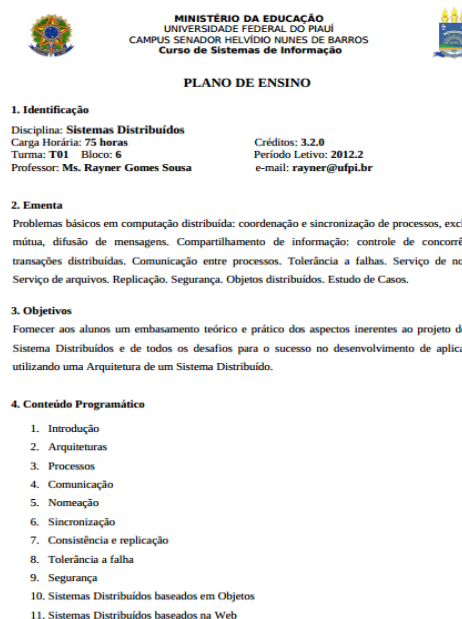 MINISTÉRIO DA EDUCAÇÃO
UNIVERSIDADE FEDERAL DO PIAUÍ
CAMPUS SENADOR HELVÍDIO NUNES DE BARROS
Curso de Sistemas de Informação
PLANO DE ENSINO
1. Identificação
Disciplina: Sistemas Distribuídos
Carga Horária: 75 horas Créditos: 3.2.0
Turma: T01 Bloco: 6 Período Letivo: 2012.2
Professor: Ms. Rayner Gomes Sousa e-mail: rayner@ufpi.br
2. Ementa
Problemas básicos em computação distribuída: coordenação e sincronização de processos, excl
mútua, difusão de mensagens. Compartilhamento de informação: controle de concorrê
transações distribuídas. Comunicação entre processos. Tolerância a falhas. Serviço de no
Serviço de arquivos. Replicação. Segurança. Objetos distribuídos. Estudo de Casos.
3. Objetivos
Fornecer aos alunos um embasamento teórico e prático dos aspectos inerentes ao projeto d
Sistema Distribuídos e de todos os desafios para o sucesso no desenvolvimento de aplica
utilizando uma Arquitetura de um Sistema Distribuído.
4. Conteúdo Programático
1. Introdução
2. Arquiteturas
3. Processos
4. Comunicação
5. Nomeação
6. Sincronização
7. Consistência e replicação
8. Tolerância a falha
9. Segurança
10. Sistemas Distribuídos baseados em Objetos
11. Sistemas Distribuídos baseados na Web